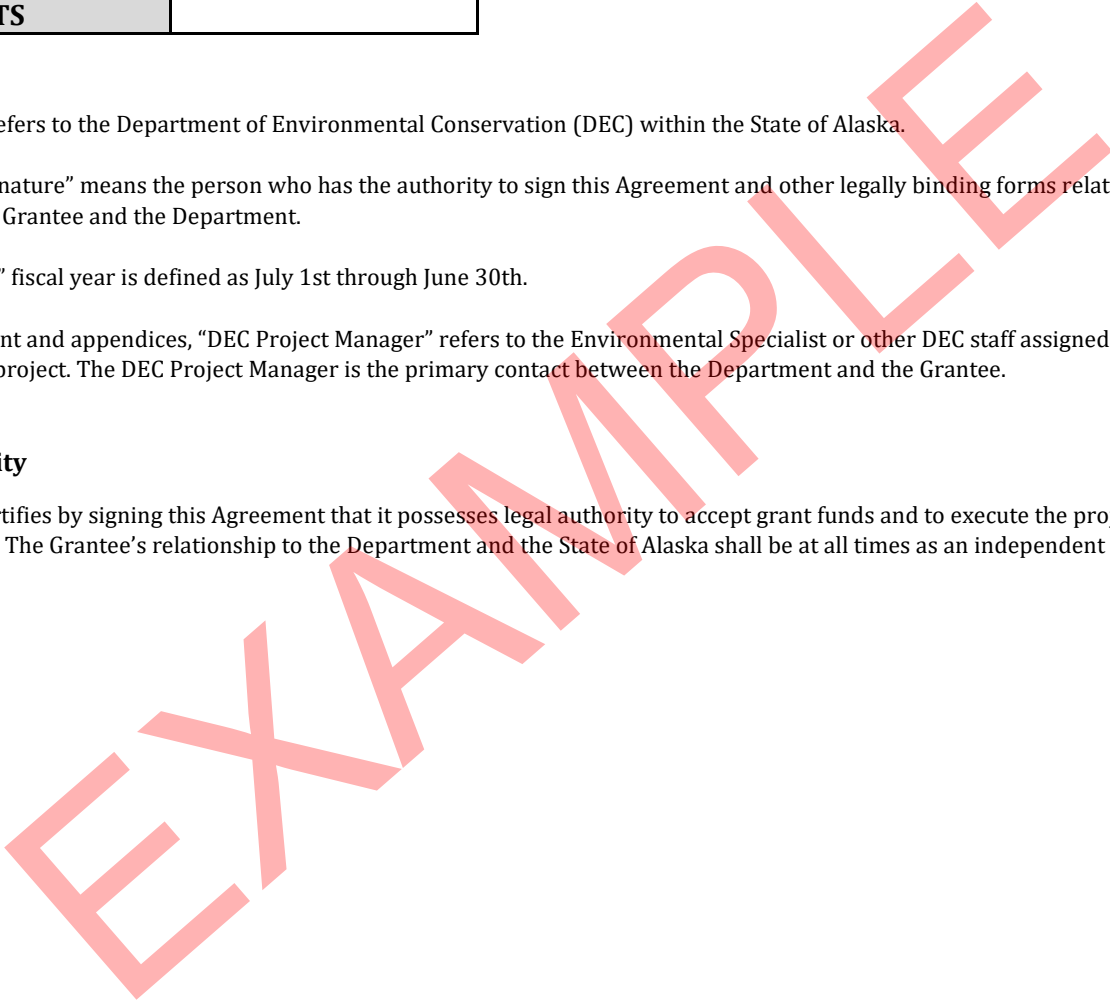 TS
efers to the Department of Environmental Conservation (DEC) within the State of Alaska.
nature” means the person who has the authority to sign this Agreement and other legally binding forms relat
Grantee and the Department.
” fiscal year is defined as July 1st through June 30th.
nt and appendices, “DEC Project Manager” refers to the Environmental Specialist or other DEC staff assigned
project. The DEC Project Manager is the primary contact between the Department and the Grantee.
ity
rtifies by signing this Agreement that it possesses legal authority to accept grant funds and to execute the pro
The Grantee’s relationship to the Department and the State of Alaska shall be at all times as an independent
EXAMPLE